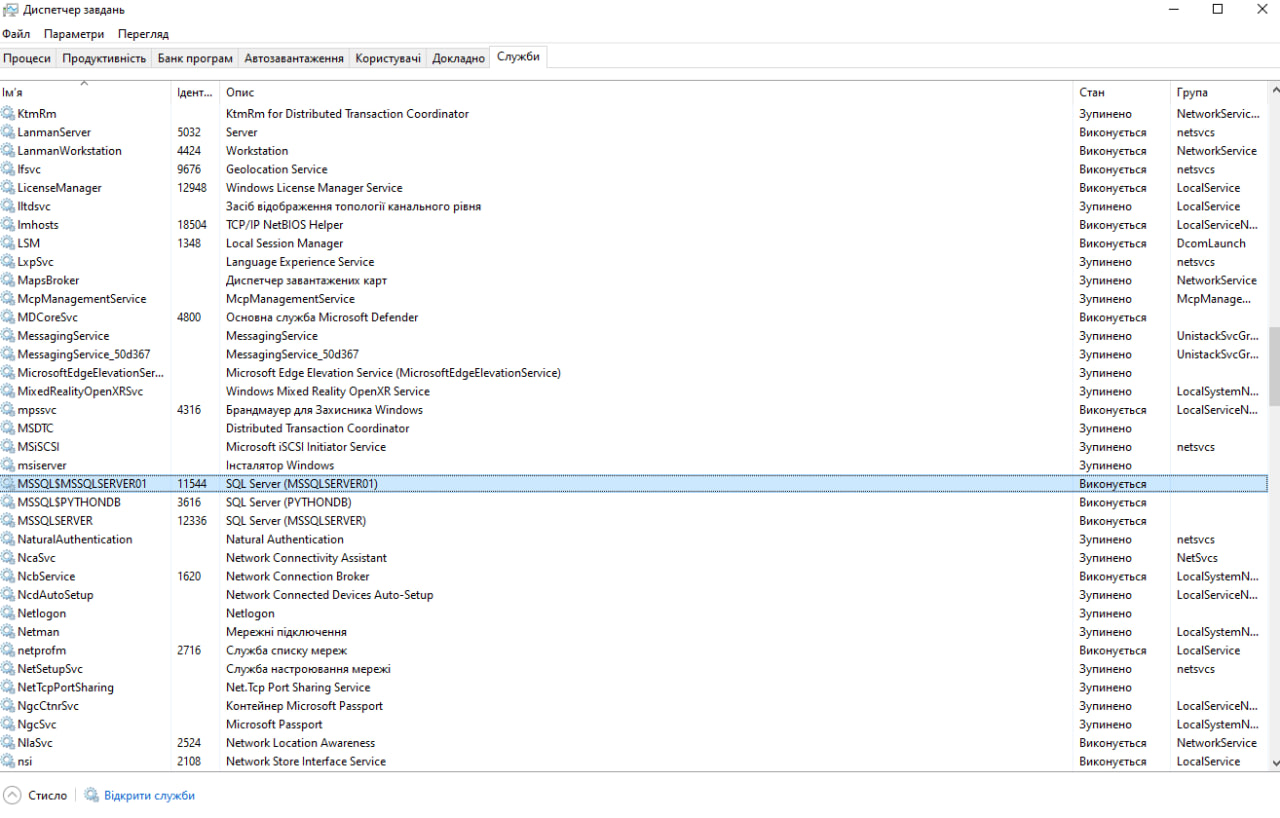 Диспетчер завдань
Файл Параметри Перегляд
Процеси Продуктивність Банк програм Автозавантаження Користувачі Докладно Служби
Ім'яІдент... Опис Стан Група
KtmRm KtmRm for Distributed Transaction Coordinator Зупинено NetworkServic...
LanmanServer 5032 Server Виконується netsvcs
LanmanWorkstation 4424 Workstation Виконується NetworkService
lfsvc 9676 Geolocation Service Виконується netsvcs
LicenseManager 12948 Windows License Manager Service Виконується LocalService
lltdsvc Засіб відображення топології канального рівня Зупинено LocalService
lmhosts 18504 TCP/IP NetBIOS Helper Виконується LocalServiceN...
LSM 1348 Local Session Manager Виконується DcomLaunch
LxpSvc Language Experience Service Зупинено netsvcs
MapsBroker Диспетчер завантажених карт Зупинено NetworkService
McpManagementService McpManagementService Зупинено McpManage...
MDCoreSvc 4800 Основна служба Microsoft Defender Виконується
MessagingService MessagingService Зупинено UnistackSvcGr...
MessagingService_50d367 MessagingService_50d367 Зупинено UnistackSvcGr...
MicrosoftEdgeElevationSer... Microsoft Edge Elevation Service (MicrosoftEdgeElevationService) Зупинено
MixedRealityOpenXRSvc Windows Mixed Reality OpenXR Service Зупинено LocalSystemN...
mpssvc 4316 Брандмауер для Захисника Windows Виконується LocalServiceN...
MSDTC Distributed Transaction Coordinator Зупинено
MSiSCSI Microsoft iSCSI Initiator Service Зупинено netsvcs
msiserver Інсталятор Windows Зупинено
MSSQL$MSSQLSERVER01 11544 SQL Server (MSSQLSERVER01) Виконується
MSSQL$PYTHONDB 3616 SQL Server (PYTHONDB) Виконується
MSSQLSERVER 12336 SQL Server (MSSQLSERVER) Виконується
NaturalAuthentication Natural Authentication Зупинено netsvcs
NcaSvc Network Connectivity Assistant Зупинено NetSvcs
NcbService 1620 Network Connection Broker Виконується LocalSystemN...
NcdAutoSetup Network Connected Devices Auto-Setup Зупинено LocalServiceN...
Netlogon Netlogon Зупинено
Netman Мережні підключення Зупинено LocalSystemN...
netprofm 2716 Служба списку мереж Виконується LocalService
NetSetupSvc Служба настроювання мережі Зупинено netsvcs
NetTcpPortSharing Net.Tcp Port Sharing Service Зупинено
NgcCtnrSvc Контейнер Microsoft Passport Зупинено LocalServiceN...
NgcSvc Microsoft Passport Зупинено LocalSystemN...
NlaSvc 2524 Network Location Awareness Виконується NetworkService
nsi 2108 Network Store Interface Service Виконується LocalService
Стисло Відкрити служби